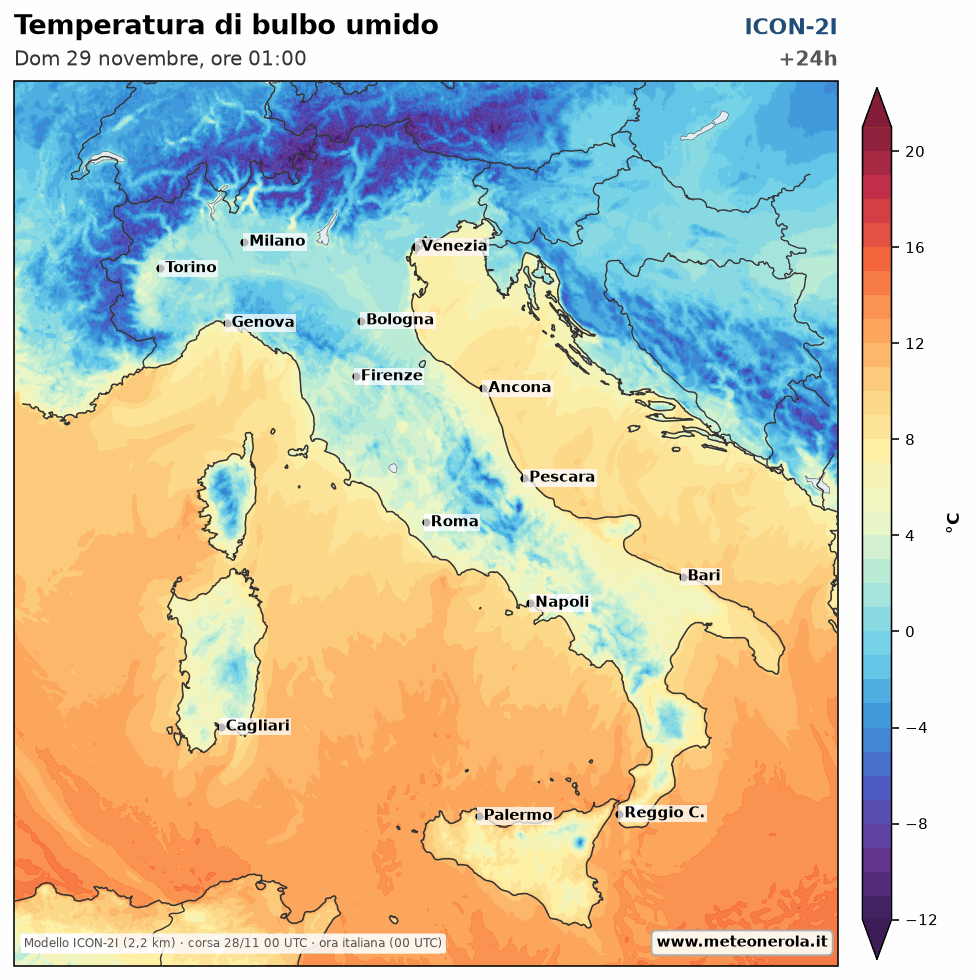 Temperatura di bulbo umido
ICON-2I
Dom 29 novembre, ore 01:00
+24h
Milano
Venezia
Torino
Genova
Bologna
Firenze
Ancona
Pescara
Roma
Bari
Napoli
Cagliari
Palermo
Reggio C.
20
16
12
8
4
0
−4
−8
−12
°C
Modello ICON-2I (2,2 km) · corsa 28/11 00 UTC · ora italiana (00 UTC)
www.meteonerola.it